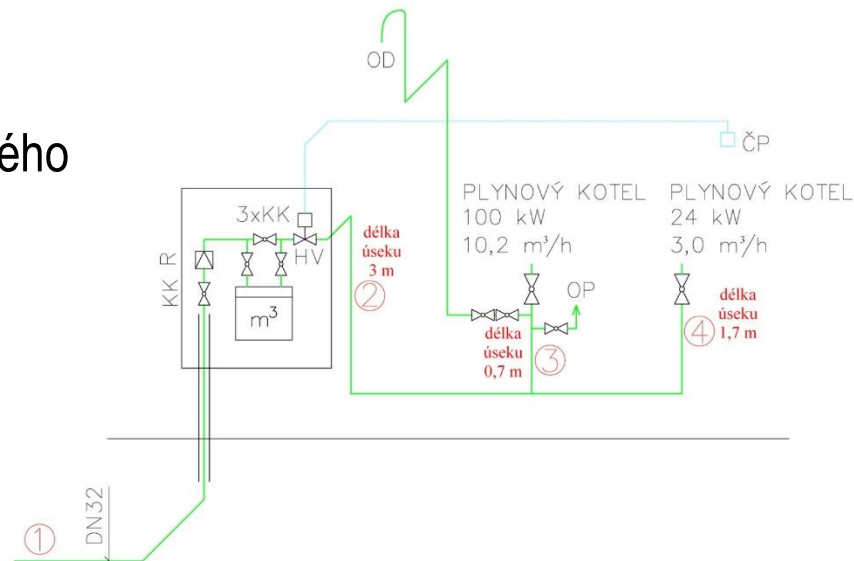 ého
OD
ČP
PLYNOVÝ KOTEL
100 kW
10,2 m³/h
PLYNOVÝ KOTEL
24 kW
3,0 m³/h
3xKK
HV
KK R
m³
délka
úseku
3 m
②
OP
délka
úseku
0,7 m
③
④
délka
úseku
1,7 m
DN32
①